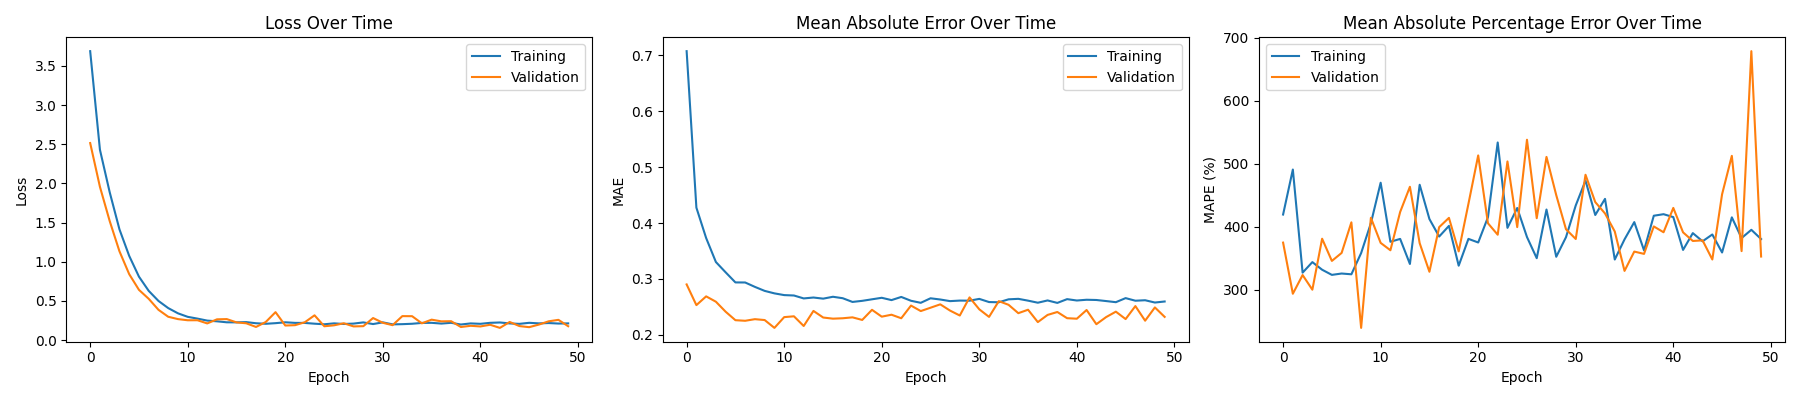 Loss Over Time
Training
Validation
3.5
3.0
2.5
2.0
1.5
1.0
0.5
0.0
Loss
0 10 20 30 40 50
Epoch
Mean Absolute Error Over Time
Training
Validation
0.7
0.6
0.5
0.4
0.3
0.2
MAE
0 10 20 30 40 50
Epoch
Mean Absolute Percentage Error Over Time
Training
Validation
700
600
500
400
300
MAPE (%)
0 10 20 30 40 50
Epoch